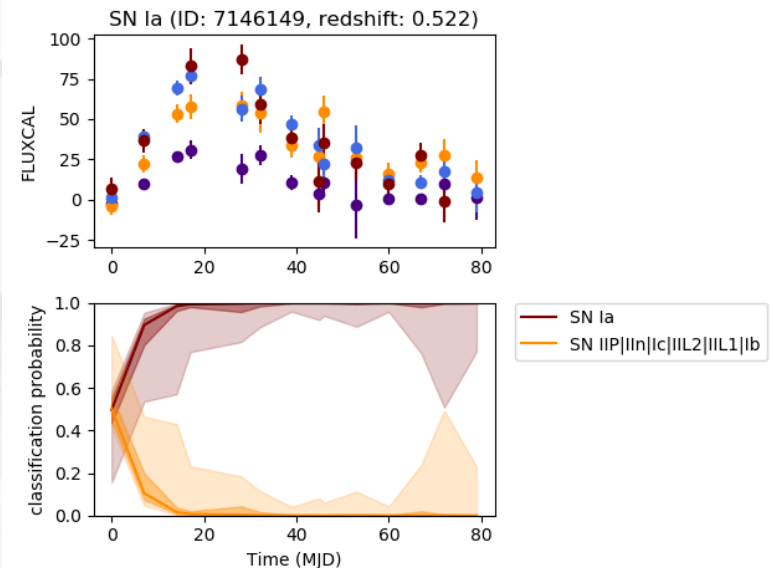 SN Ia (ID: 7146149, redshift: 0.522)
100
75
50
25
0
−25
FLUXCAL
0 20 40 60 80
1.0
0.8
0.6
0.4
0.2
0.0
classification probability
0 20 40 60 80
Time (MJD)
SN Ia
SN IIP|IIn|Ic|IIL2|IIL1|Ib